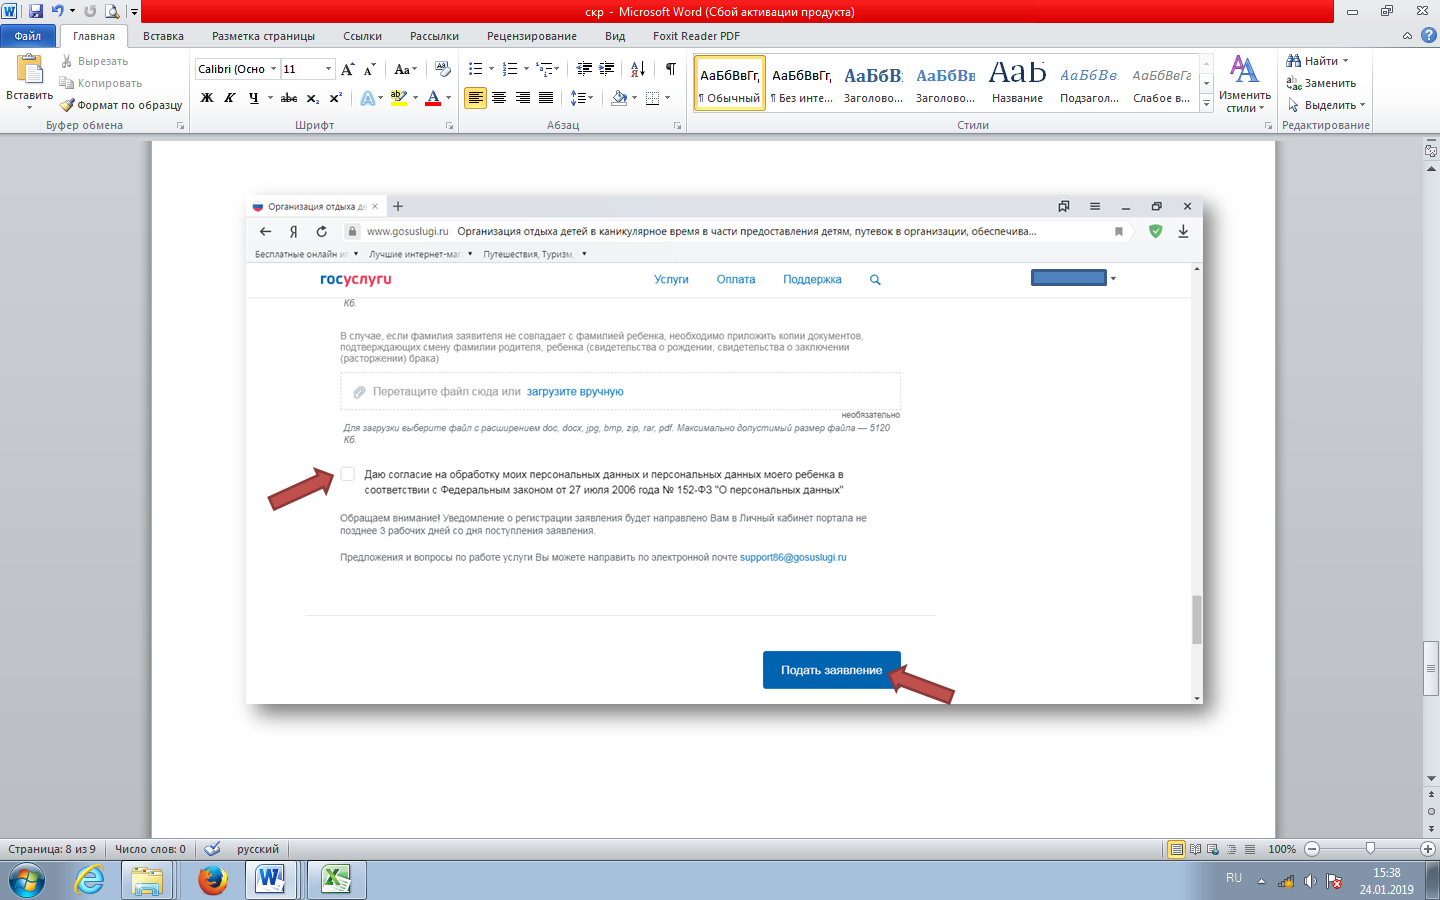 скр - Microsoft Word (Сбой активации продукта)
Файл Главная Вставка Разметка страницы Ссылки Рассылки Рецензирование Вид Foxit Reader PDF
Вставить
Вырезать
Копировать
Формат по образцу
Буфер обмена
Calibri (Осно 11
Шрифт
Абзац
АаБбВвГг, АаБбВвГг, АаБбВ АаБбВв АаБ АаБбВв АаБбВвГг
¶ Обычный ¶ Без инте... Заголово... Заголово... Название Подзагол... Слабое в...
Стили
Изменить
стили
Найти
Заменить
Выделить
Редактирование
Организация отдыха де
www.gosuslugi.ru Организация отдыха детей в каникулярное время в части предоставления детям, путевок в организации, обеспечива...
Бесплатные онлайн иг Лучшие интернет-маг Путешествия, Туризм,
госуслуги Услуги Оплата Поддержка
Кб.
В случае, если фамилия заявителя не совпадает с фамилией ребенка, необходимо приложить копии документов,
подтверждающих смену фамилии родителя, ребенка (свидетельства о рождении, свидетельства о заключении
(расторжении) брака)
Перетащите файл сюда или загрузите вручную
необязательно
Для загрузки выберите файл с расширением doc, docx, jpg, bmp, zip, rar, pdf. Максимально допустимый размер файла — 5120
Кб.
Даю согласие на обработку моих персональных данных и персональных данных моего ребенка в
соответствии с Федеральным законом от 27 июля 2006 года № 152-ФЗ "О персональных данных"
Обращаем внимание! Уведомление о регистрации заявления будет направлено Вам в Личный кабинет портала не
позднее 3 рабочих дней со дня поступления заявления.
Предложения и вопросы по работе услуги Вы можете направить по электронной почте support86@gosuslugi.ru
Подать заявление
Страница: 8 из 9 Число слов: 0 русский 100%
RU 15:38
24.01.2019